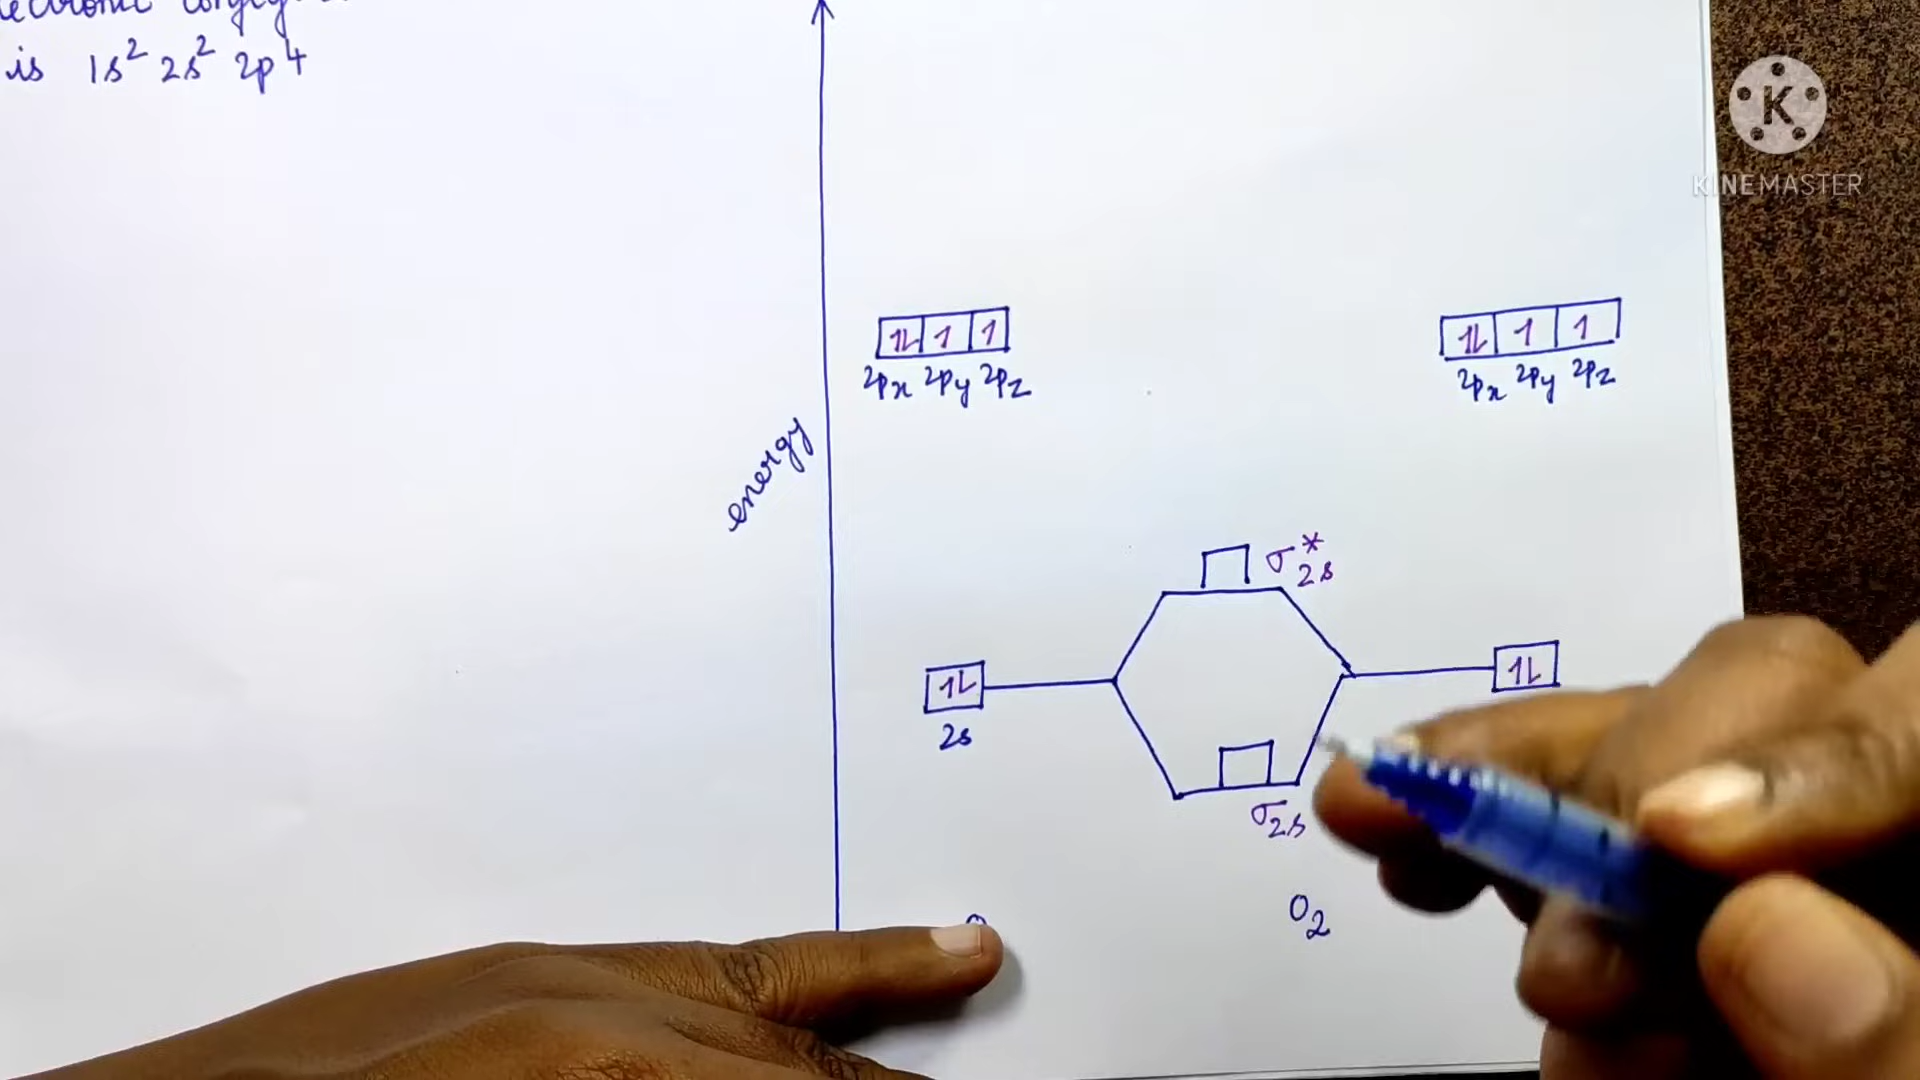 is 1s² 2s² 2p⁴
K
KINEMASTER
1L 1 1
1L 1 1
2px 2py 2pz
2px 2py 2pz
energy
σ*2s
1L
1L
2s
σ2s
O2